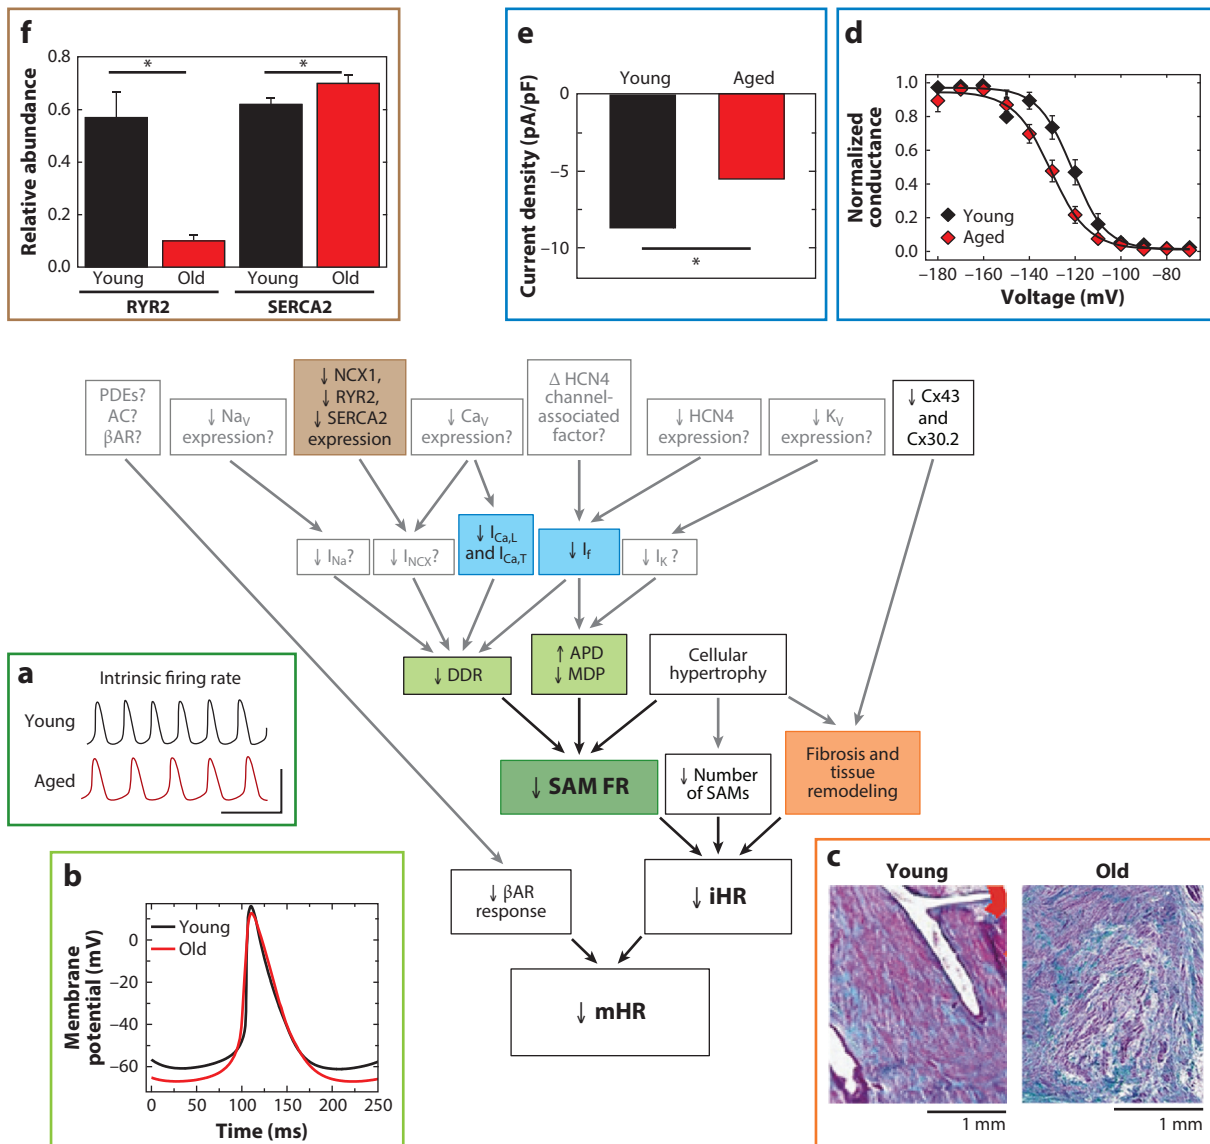 f
0.8
0.6
0.4
0.2
0.0
Relative abundance
*
*
Young
Old
Young
Old
RYR2
SERCA2
e
Young
Aged
0
−5
−10
Current density (pA/pF)
*
d
1.0
0.8
0.6
0.4
0.2
0.0
Normalized
conductance
Young
Aged
−180
−160
−140
−120
−100
−80
Voltage (mV)
PDEs?
AC?
βAR?
↓ NaV
expression?
↓ NCX1,
↓ RYR2,
↓ SERCA2
expression
↓ CaV
expression?
Δ HCN4
channel-
associated
factor?
↓ HCN4
expression?
↓ KV
expression?
↓ Cx43
and
Cx30.2
↓ INa?
↓ INCX?
↓ ICa,L
and ICa,T
↓ If
↓ IK ?
↓ DDR
↑ APD
↓ MDP
Cellular
hypertrophy
↓ SAM FR
↓ Number
of SAMs
Fibrosis and
tissue
remodeling
↓ βAR
response
↓ iHR
↓ mHR
a
Intrinsic firing rate
Young
Aged
b
Young
Old
0
−20
−40
−60
Membrane
potential (mV)
0
50
100
150
200
250
Time (ms)
c
Young
Old
1 mm
1 mm